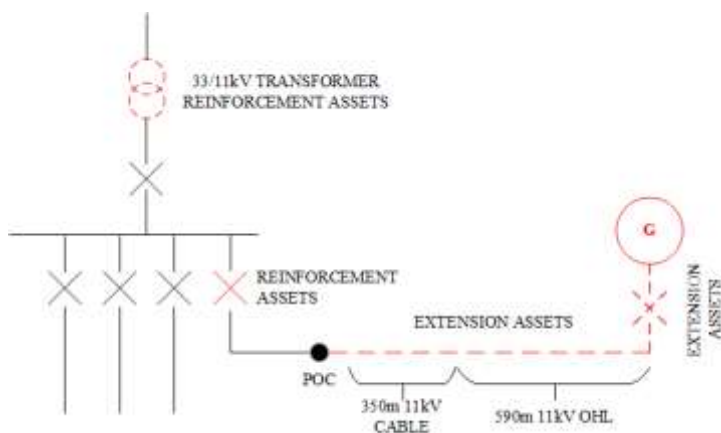 33/11kV TRANSFORMER
REINFORCEMENT ASSETS
G
REINFORCEMENT
ASSETS
EXTENSION ASSETS
EXTENSION
ASSETS
POC
350m 11kV
CABLE
590m 11kV OHL